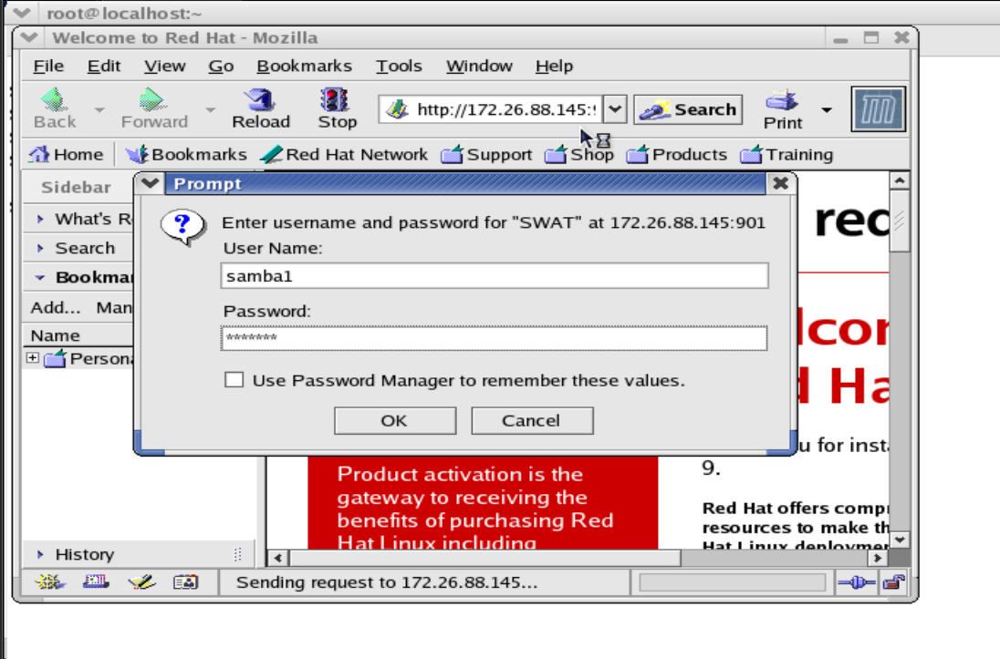 root@localhost:~
Welcome to Red Hat - Mozilla
File Edit View Go Bookmarks Tools Window Help
Back Forward Reload Stop http://172.26.88.145:9 Search Print
Home Bookmarks Red Hat Network Support Shop Products Training
Sidebar
What's R
Search
Bookmar
Add... Man
Name
Persona
History
Prompt
Enter username and password for "SWAT" at 172.26.88.145:901
User Name:
samba1
Password:
*******
Use Password Manager to remember these values.
OK Cancel
red
lcom
d Ha
u for insta
9.
Product activation is the
gateway to receiving the
benefits of purchasing Red
Hat Linux including
Red Hat offers compr
resources to make th
Hat Linux deploymen
Sending request to 172.26.88.145...